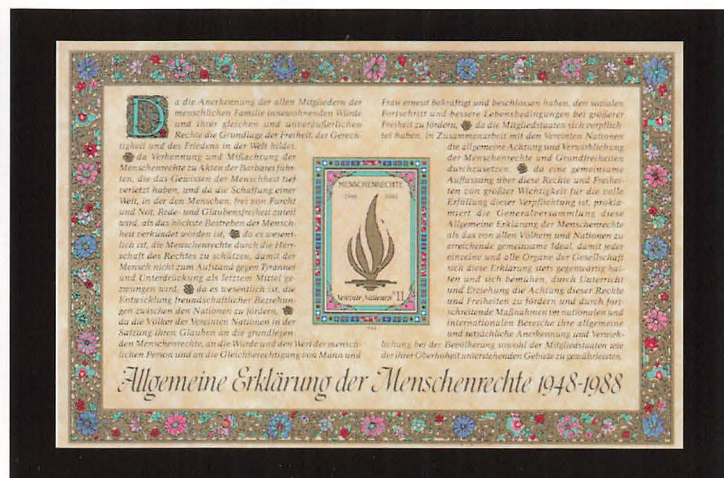 Da die Anerkennung der allen Mitgliedern der
menschlichen Familie innewohnenden Würde
und ihrer gleichen und unveräußerlichen
Rechte die Grundlage der Freiheit, der Gerech-
tigkeit und des Friedens in der Welt bildet,
da Verkennung und Mißachtung der
Menschenrechte zu Akten der Barbarei führ-
ten, die das Gewissen der Menschheit tief
verletzt haben, und da die Schaffung einer
Welt, in der den Menschen, frei von Furcht
und Not, Rede- und Glaubensfreiheit zuteil
wird, als das höchste Bestreben der Mensch-
heit verkündet worden ist, da es wesent-
lich ist, die Menschenrechte durch die Herr-
schaft des Rechtes zu schützen, damit der
Mensch nicht zum Aufstand gegen Tyrannei
und Unterdrückung als letztem Mittel ge-
zwungen wird, da es wesentlich ist, die
Entwicklung freundschaftlicher Beziehun-
gen zwischen den Nationen zu fördern,
da die Völker der Vereinten Nationen in der
Satzung ihren Glauben an die grundlegen-
den Menschenrechte, an die Würde und den Wert der mensch-
lichen Person und an die Gleichberechtigung von Mann und
Frau erneut bekräftigt und beschlossen haben, den sozialen
Fortschritt und bessere Lebensbedingungen bei größerer
Freiheit zu fördern, da die Mitgliedstaaten sich verpflich-
tet haben, in Zusammenarbeit mit den Vereinten Nationen
die allgemeine Achtung und Verwirklichung
der Menschenrechte und Grundfreiheiten
durchzusetzen, da eine gemeinsame
Auffassung über diese Rechte und Freihei-
ten von größter Wichtigkeit für die volle
Erfüllung dieser Verpflichtung ist, prokla-
miert die Generalversammlung diese
Allgemeine Erklärung der Menschenrechte
als das von allen Völkern und Nationen zu
erreichende gemeinsame Ideal, damit jeder
einzelne und alle Organe der Gesellschaft
sich diese Erklärung stets gegenwärtig hal-
ten und sich bemühen, durch Unterricht
und Erziehung die Achtung dieser Rechte
und Freiheiten zu fördern und durch fort-
schreitende Maßnahmen im nationalen und
internationalen Bereiche ihre allgemeine
und tatsächliche Anerkennung und Verwirk-
lichung bei der Bevölkerung sowohl der Mitgliedstaaten wie
der ihrer Oberhoheit unterstehenden Gebiete zu gewährleisten.
MENSCHENRECHTE
1948 1988
Vereinte Nationen S 11
1988
Allgemeine Erklärung der Menschenrechte 1948-1988